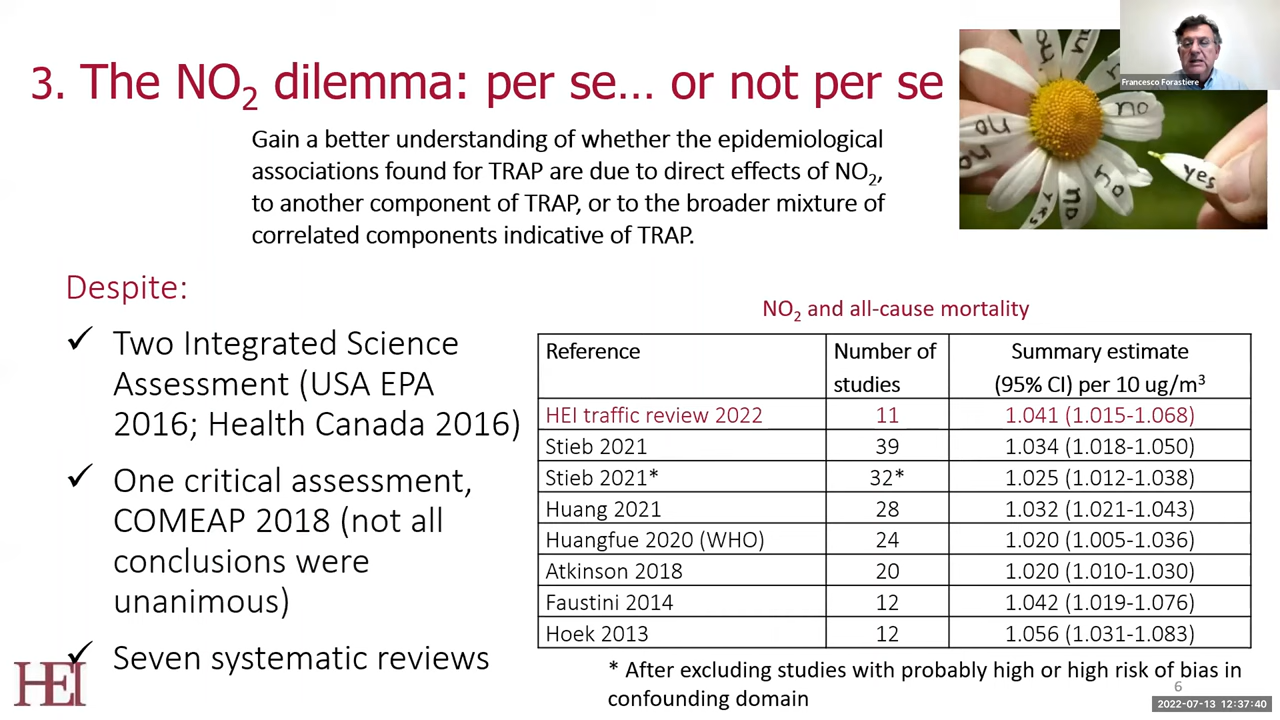 3. The NO₂ dilemma: per se... or not per se
Gain a better understanding of whether the epidemiological
associations found for TRAP are due to direct effects of NO₂,
to another component of TRAP, or to the broader mixture of
correlated components indicative of TRAP.
no
no
no
no
no
yes
yes
Francesco Forastiere
Despite:
✓ Two Integrated Science
Assessment (USA EPA
2016; Health Canada 2016)
✓ One critical assessment,
COMEAP 2018 (not all
conclusions were
unanimous)
✓ Seven systematic reviews
NO₂ and all-cause mortality
Reference Number of studies Summary estimate (95% CI) per 10 ug/m³
HEI traffic review 2022 11 1.041 (1.015-1.068)
Stieb 2021 39 1.034 (1.018-1.050)
Stieb 2021* 32* 1.025 (1.012-1.038)
Huang 2021 28 1.032 (1.021-1.043)
Huangfue 2020 (WHO) 24 1.020 (1.005-1.036)
Atkinson 2018 20 1.020 (1.010-1.030)
Faustini 2014 12 1.042 (1.019-1.076)
Hoek 2013 12 1.056 (1.031-1.083)
* After excluding studies with probably high or high risk of bias in
confounding domain
HEI
6
2022-07-13 12:37:40